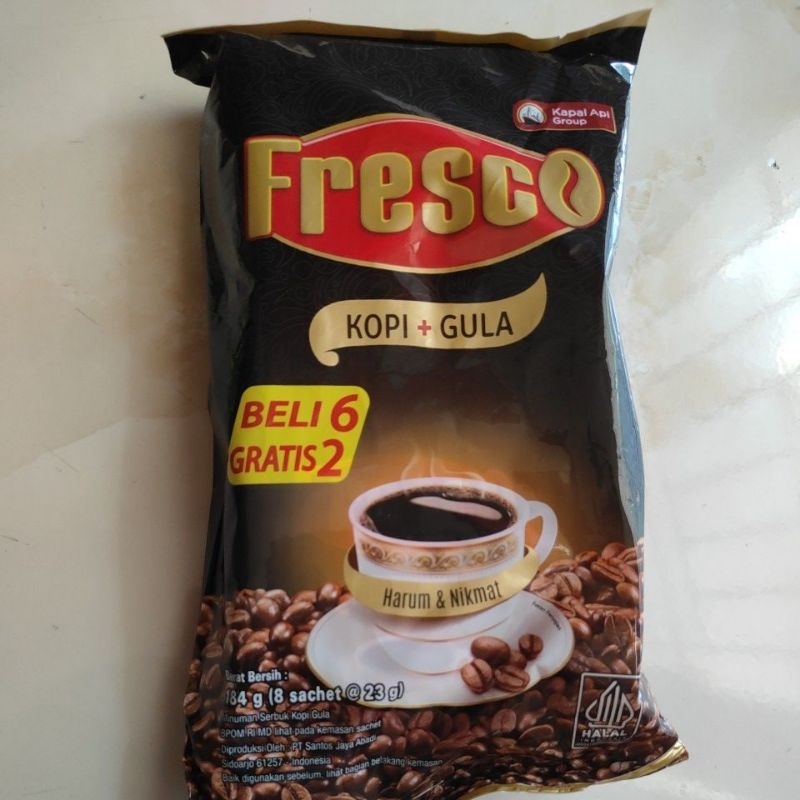 Kapal Api
Group
Fresco
KOPI + GULA
BELI 6
GRATIS 2
Harum & Nikmat
Berat Bersih :
184 g (8 sachet @ 23 g)
Minuman Serbuk Kopi Gula
BPOM RI MD lihat pada kemasan sachet
Diproduksi Oleh : PT Santos Jaya Abadi
Sidoarjo 61257 - Indonesia
Baik digunakan sebelum, lihat bagian belakang kemasan
HALAL
INDONESIA